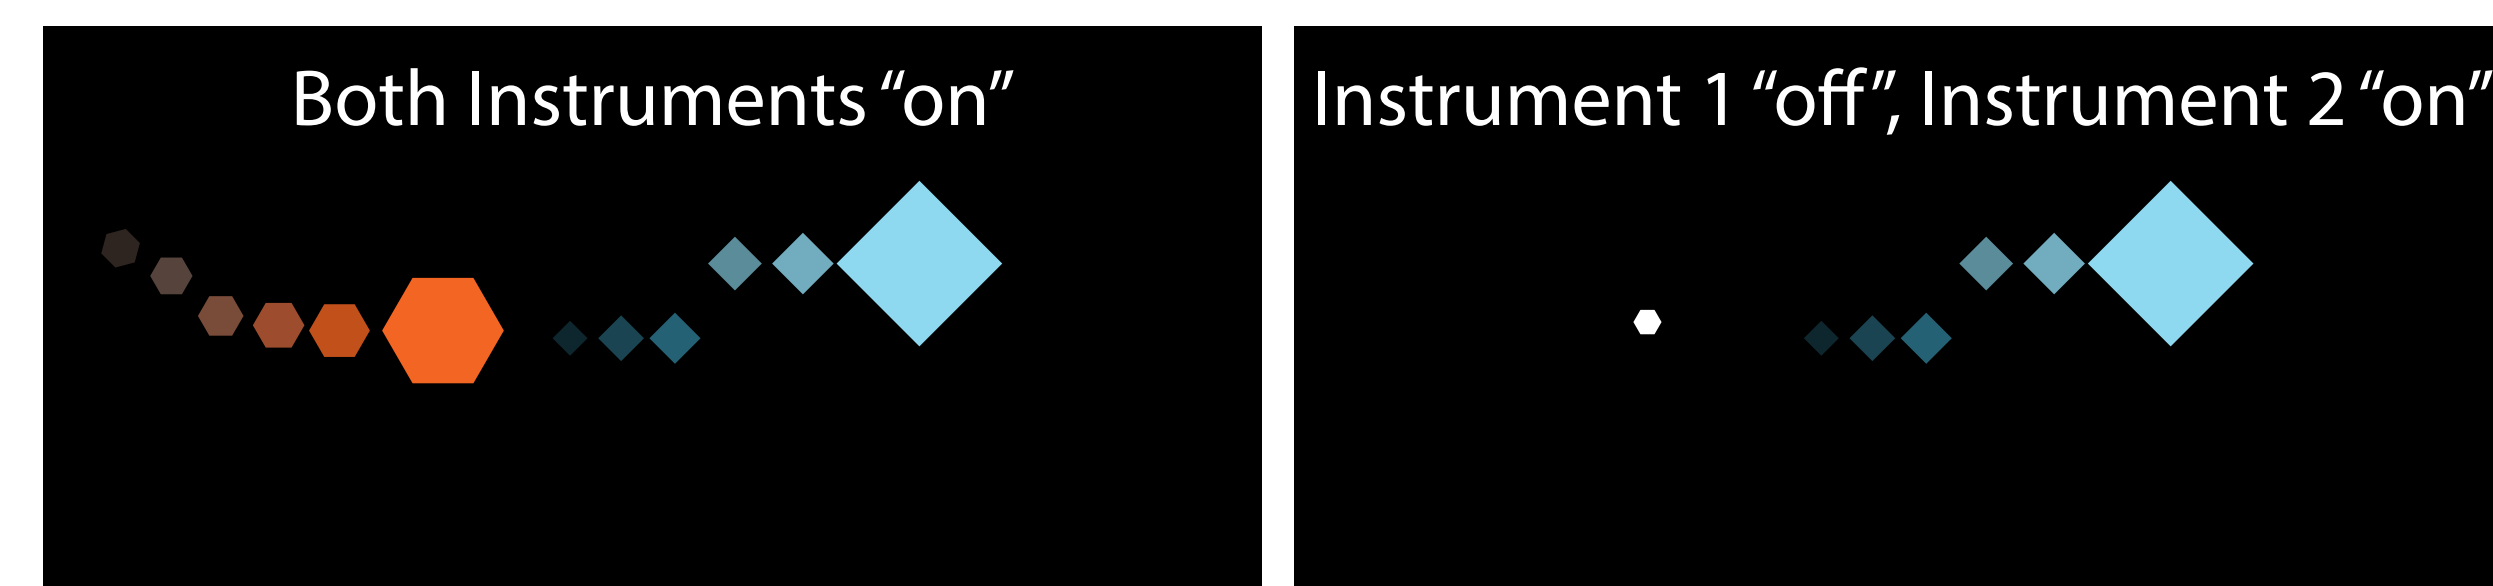 Both Instruments “on”
Instrument 1 “off”, Instrument 2 “on”